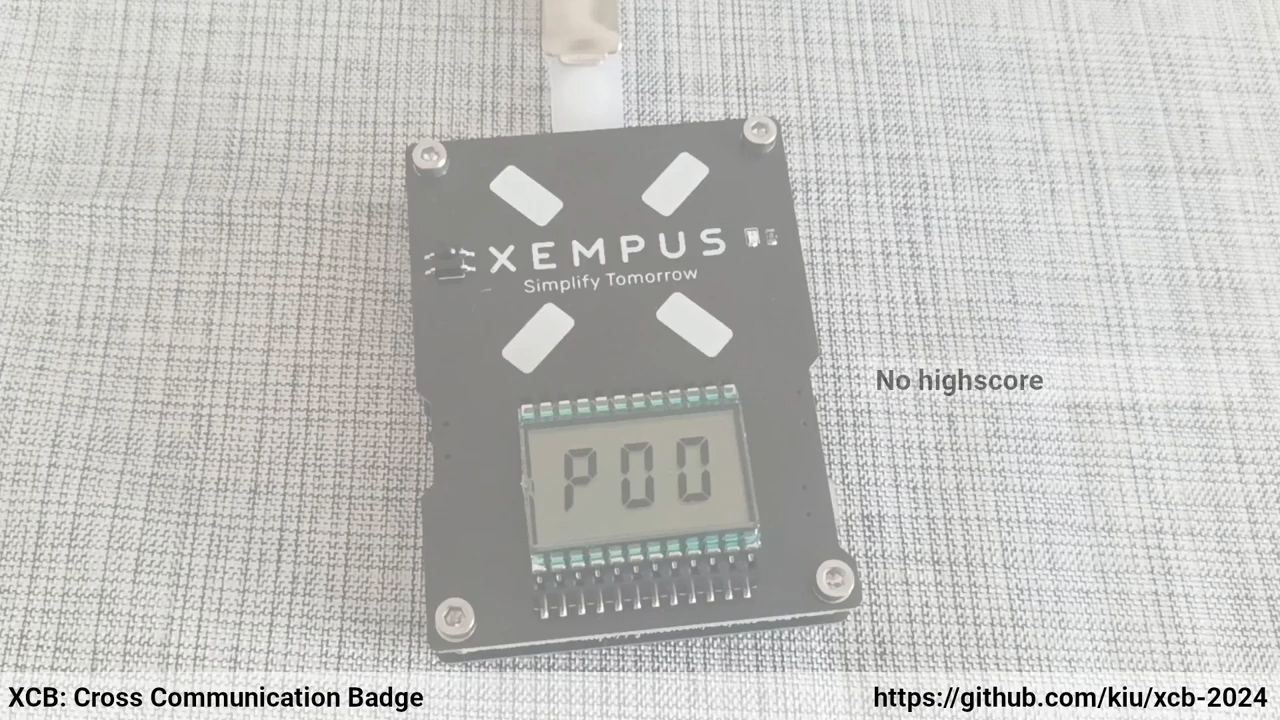 XEMPUS
Simplify Tomorrow
No highscore
P00
XCB: Cross Communication Badge
https://github.com/kiu/xcb-2024